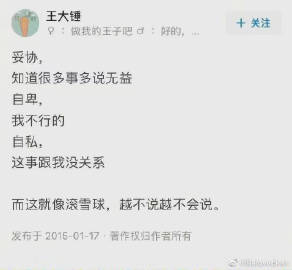 王大锤
+ 关注
♀ ：做我的王子吧 ♂ ：好的，...
妥协，
知道很多事多说无益
自卑，
我不行的
自私，
这事跟我没关系
而这就像滚雪球，越不说越不会说。
发布于 2015-01-17 · 著作权归作者所有